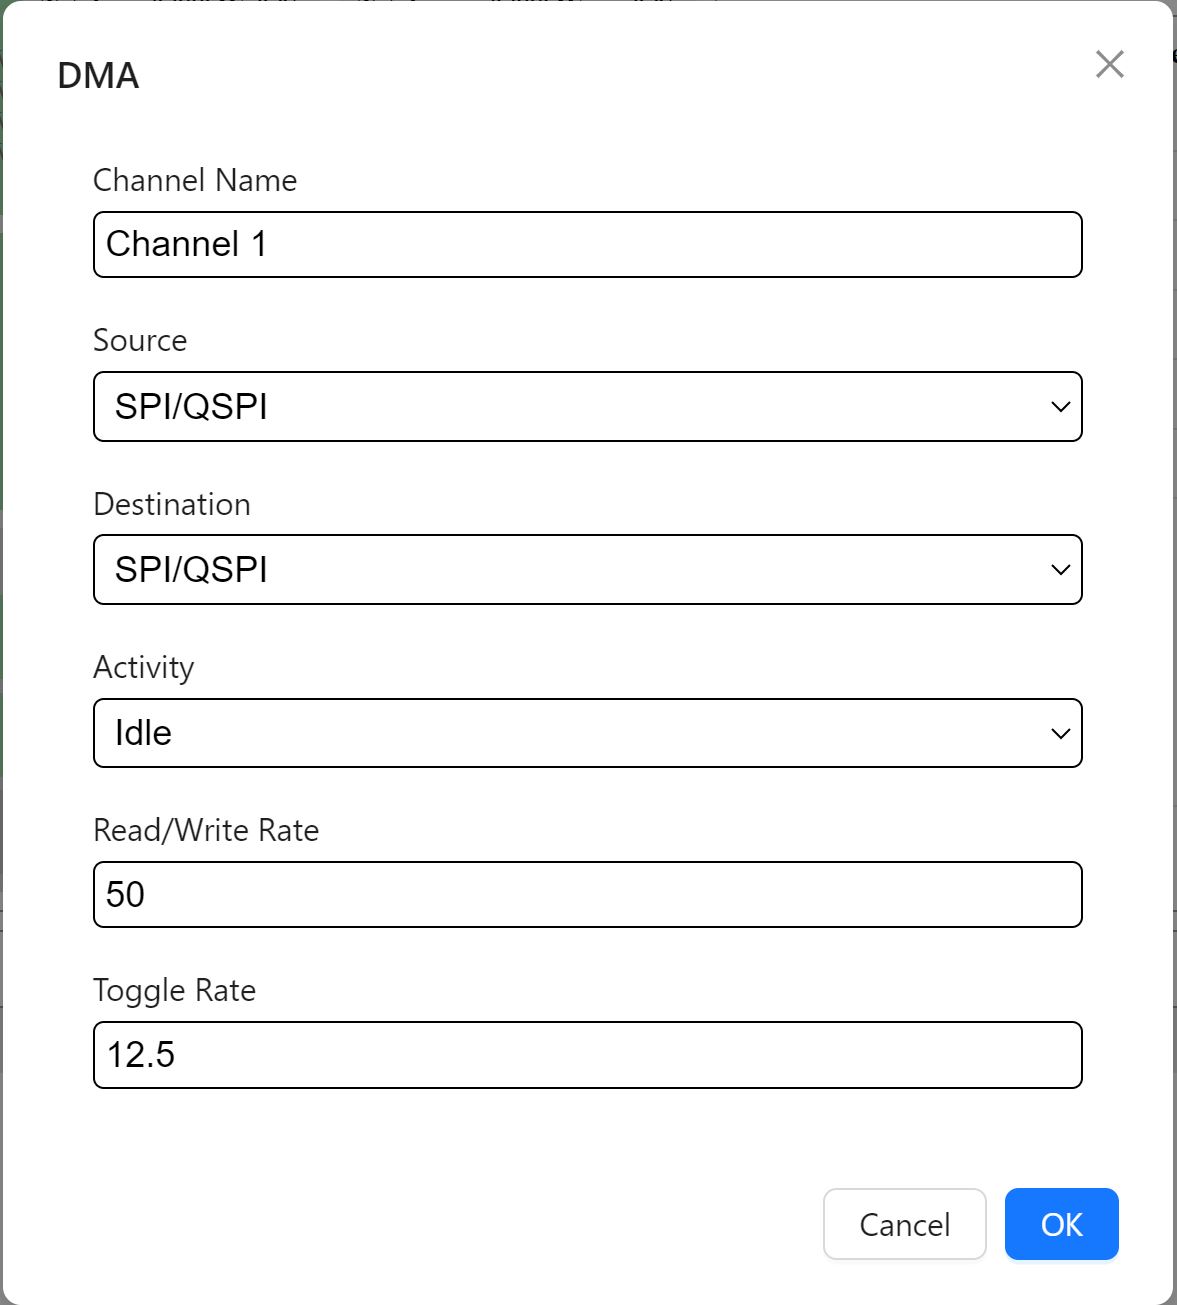 DMA
Channel Name
Channel 1
Source
SPI/QSPI
Destination
SPI/QSPI
Activity
Idle
Read/Write Rate
50
Toggle Rate
12.5
Cancel OK